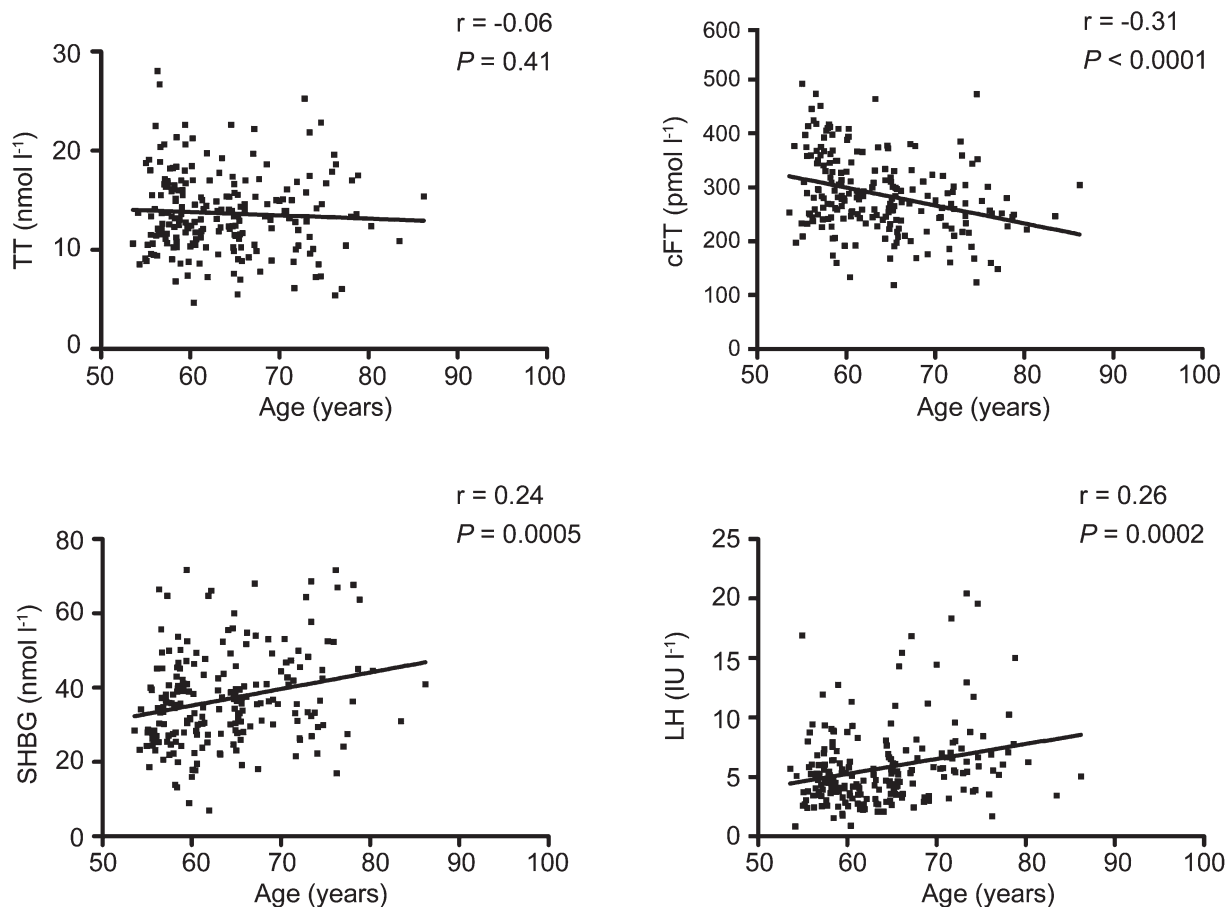 r = -0.06
P = 0.41
TT (nmol l-1)
30
20
10
0
50 60 70 80 90 100
Age (years)
r = -0.31
P < 0.0001
cFT (pmol l-1)
600
500
400
300
200
100
0
50 60 70 80 90 100
Age (years)
r = 0.24
P = 0.0005
SHBG (nmol l-1)
80
60
40
20
0
50 60 70 80 90 100
Age (years)
r = 0.26
P = 0.0002
LH (IU l-1)
25
20
15
10
5
0
50 60 70 80 90 100
Age (years)